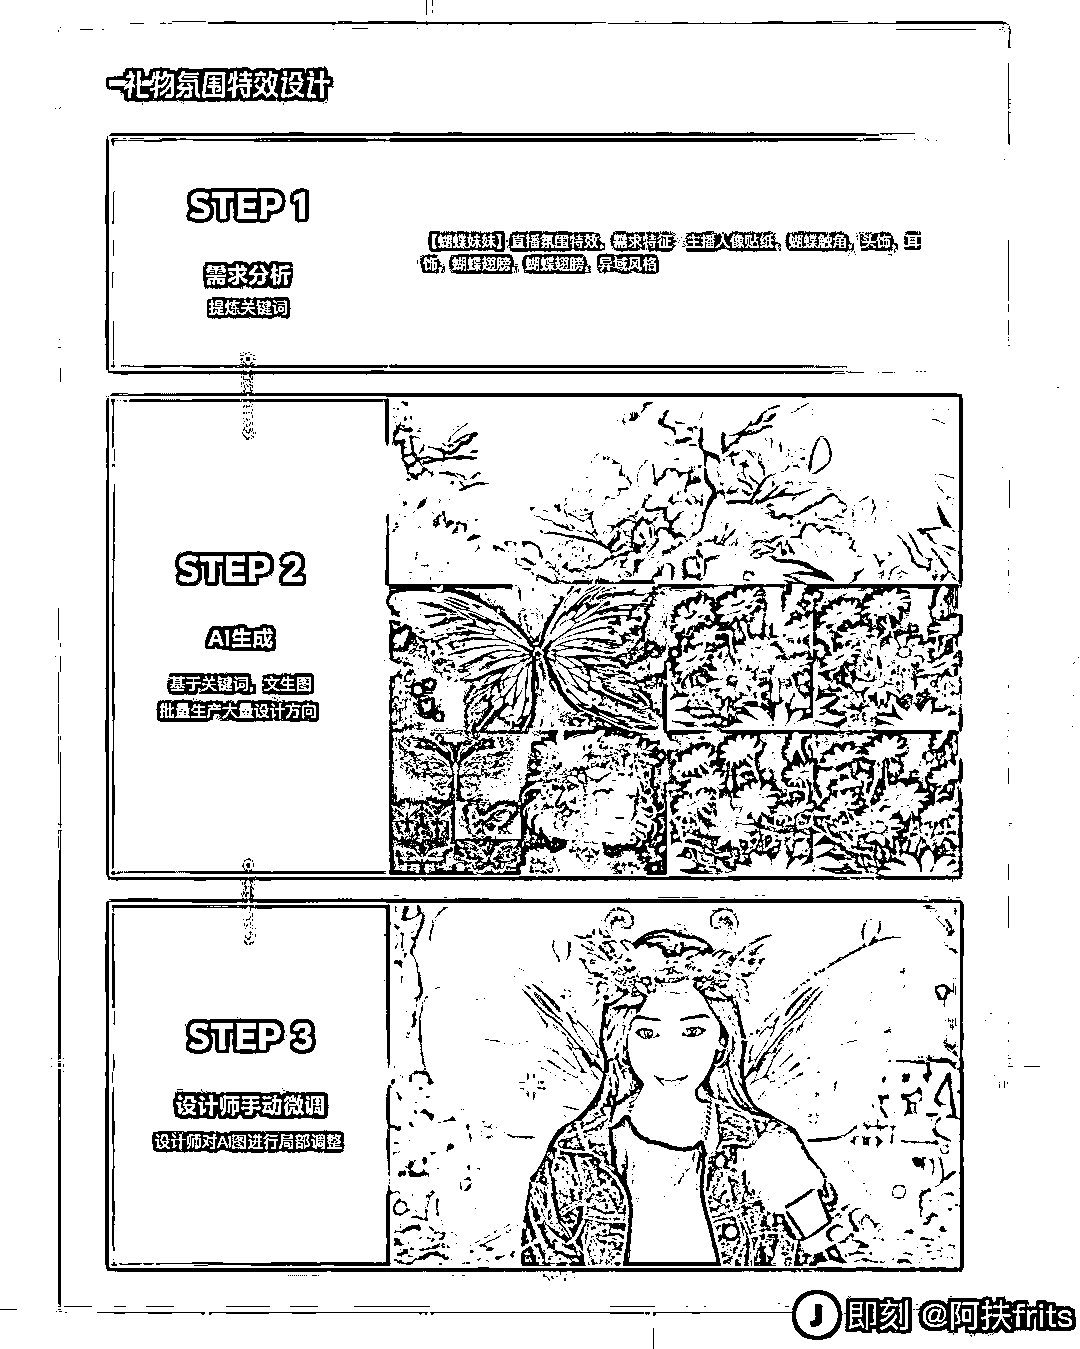 礼物氛围特效设计
STEP 1
需求分析
提炼关键词
【蝴蝶妹妹】直播氛围特效、需求特征 主播人像贴纸、蝴蝶触角、头饰、耳
饰、蝴蝶翅膀、蝴蝶翅膀、异域风格
STEP 2
AI生成
基于关键词，文生图
批量生产大量设计方向
STEP 3
设计师手动微调
设计师对AI图进行局部调整
即刻 @阿扶frits